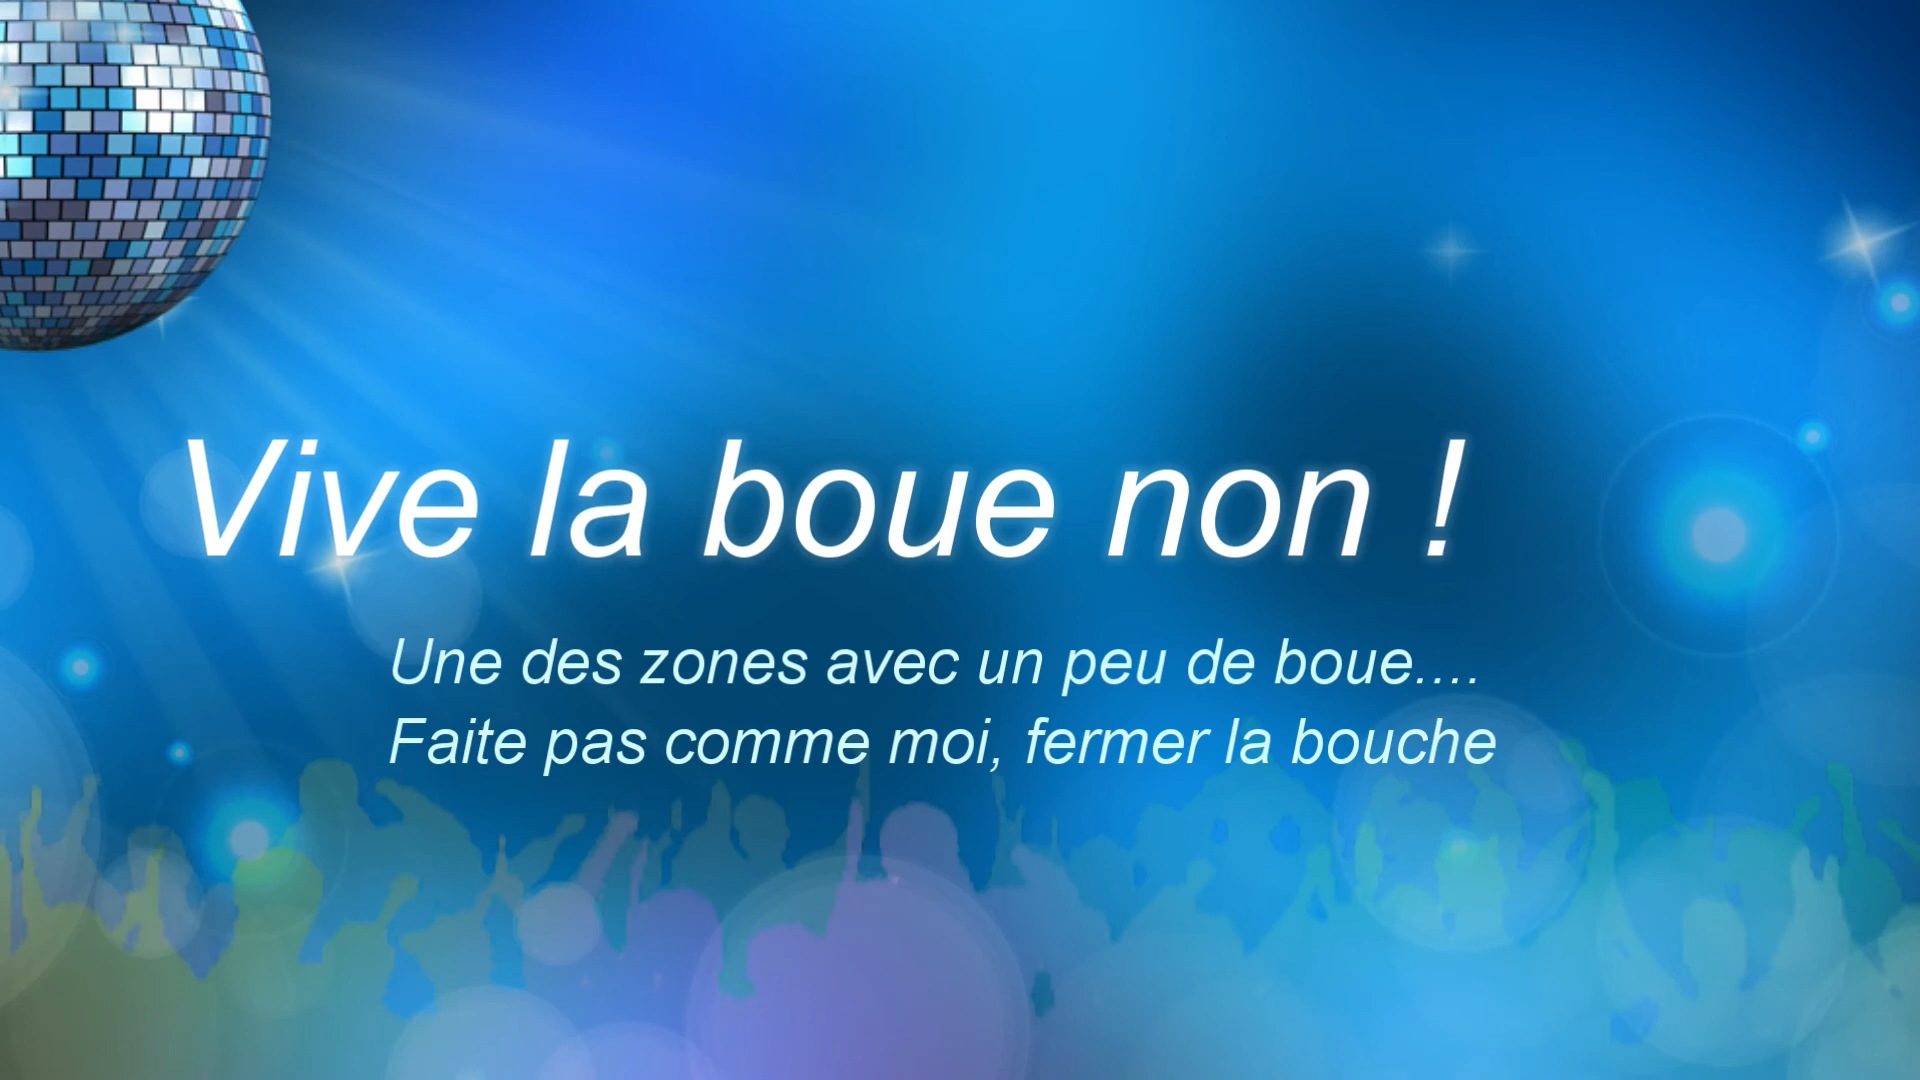 Vive la boue non !
Une des zones avec un peu de boue....
Faite pas comme moi, fermer la bouche